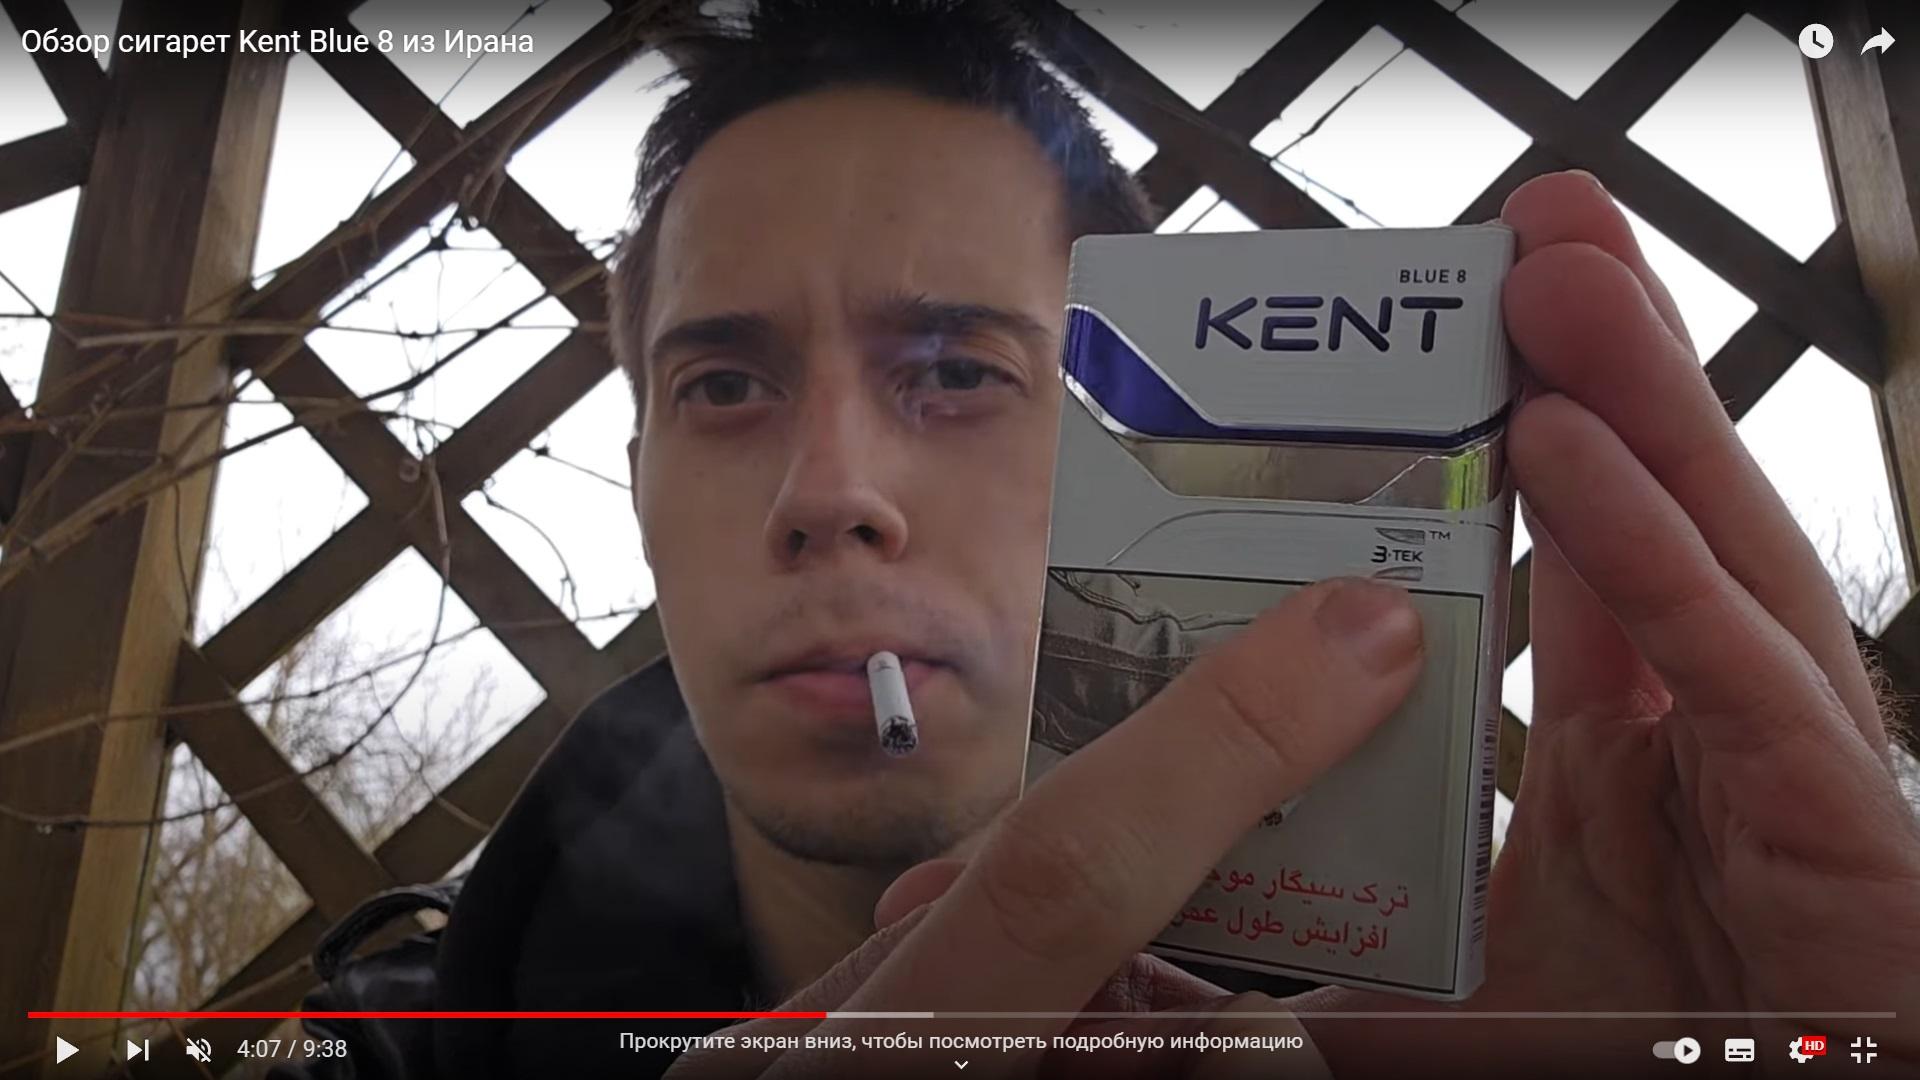 Обзор сигарет Kent Blue 8 из Ирана
BLUE 8
KENT
TM
3·TEK
ترک سیگار
افزایش طول عمر
4:07 / 9:38
Прокрутите экран вниз, чтобы посмотреть подробную информацию
HD